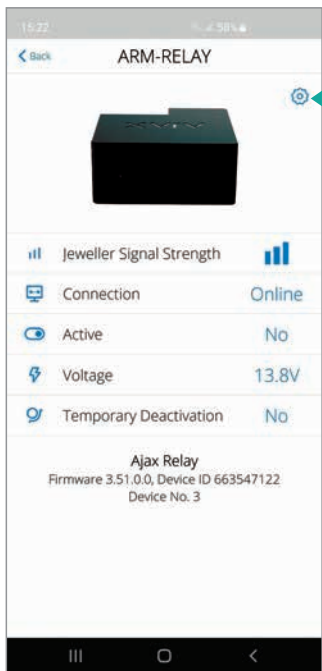 15:22
58%
Back
ARM-RELAY
AJAX
Jeweller Signal Strength
Connection Online
Active No
Voltage 13.8V
Temporary Deactivation No
Ajax Relay
Firmware 3.51.0.0, Device ID 663547122
Device No. 3